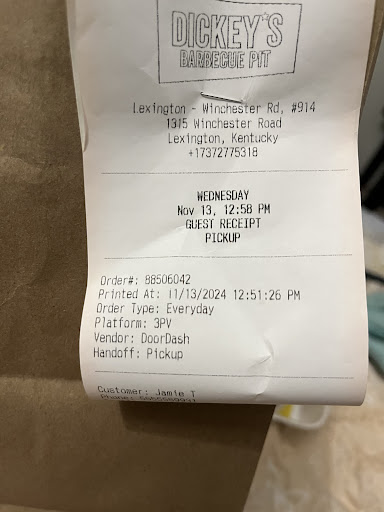 DICKEY'S
BARBECUE PIT
Lexington - Winchester Rd, #914
1315 Winchester Road
Lexington, Kentucky
+17372775318
WEDNESDAY
Nov 13, 12:58 PM
GUEST RECEIPT
PICKUP
Order#: 88506042
Printed At: 11/13/2024 12:51:26 PM
Order Type: Everyday
Platform: 3PV
Vendor: DoorDash
Handoff: Pickup
Customer: Jamie T
Phone: